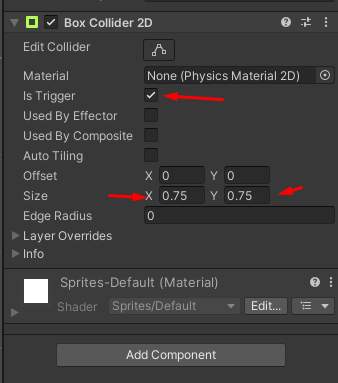 Box Collider 2D
Edit Collider
Material None (Physics Material 2D)
Is Trigger
Used By Effector
Used By Composite
Auto Tiling
Offset X 0 Y 0
Size X 0.75 Y 0.75
Edge Radius 0
Layer Overrides
Info
Sprites-Default (Material)
Shader Sprites/Default Edit...
Add Component